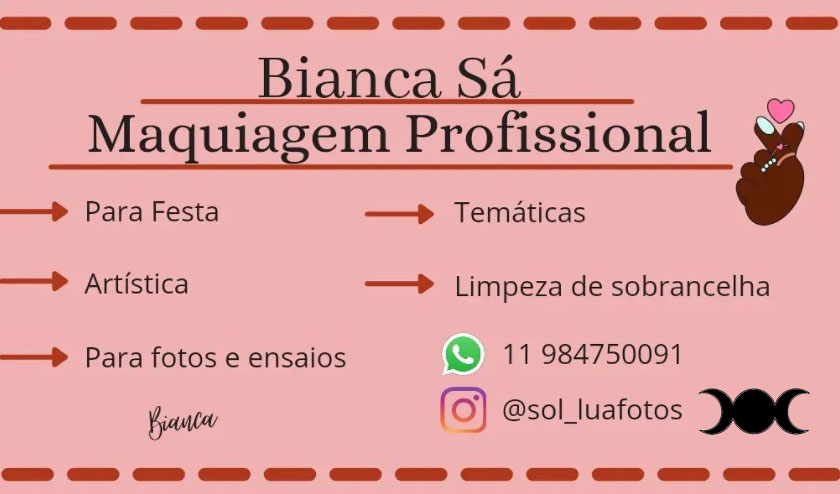 Bianca Sá
Maquiagem Profissional
Para Festa
Temáticas
Artística
Limpeza de sobrancelha
Para fotos e ensaios
11 984750091
@sol_luafotos
Bianca